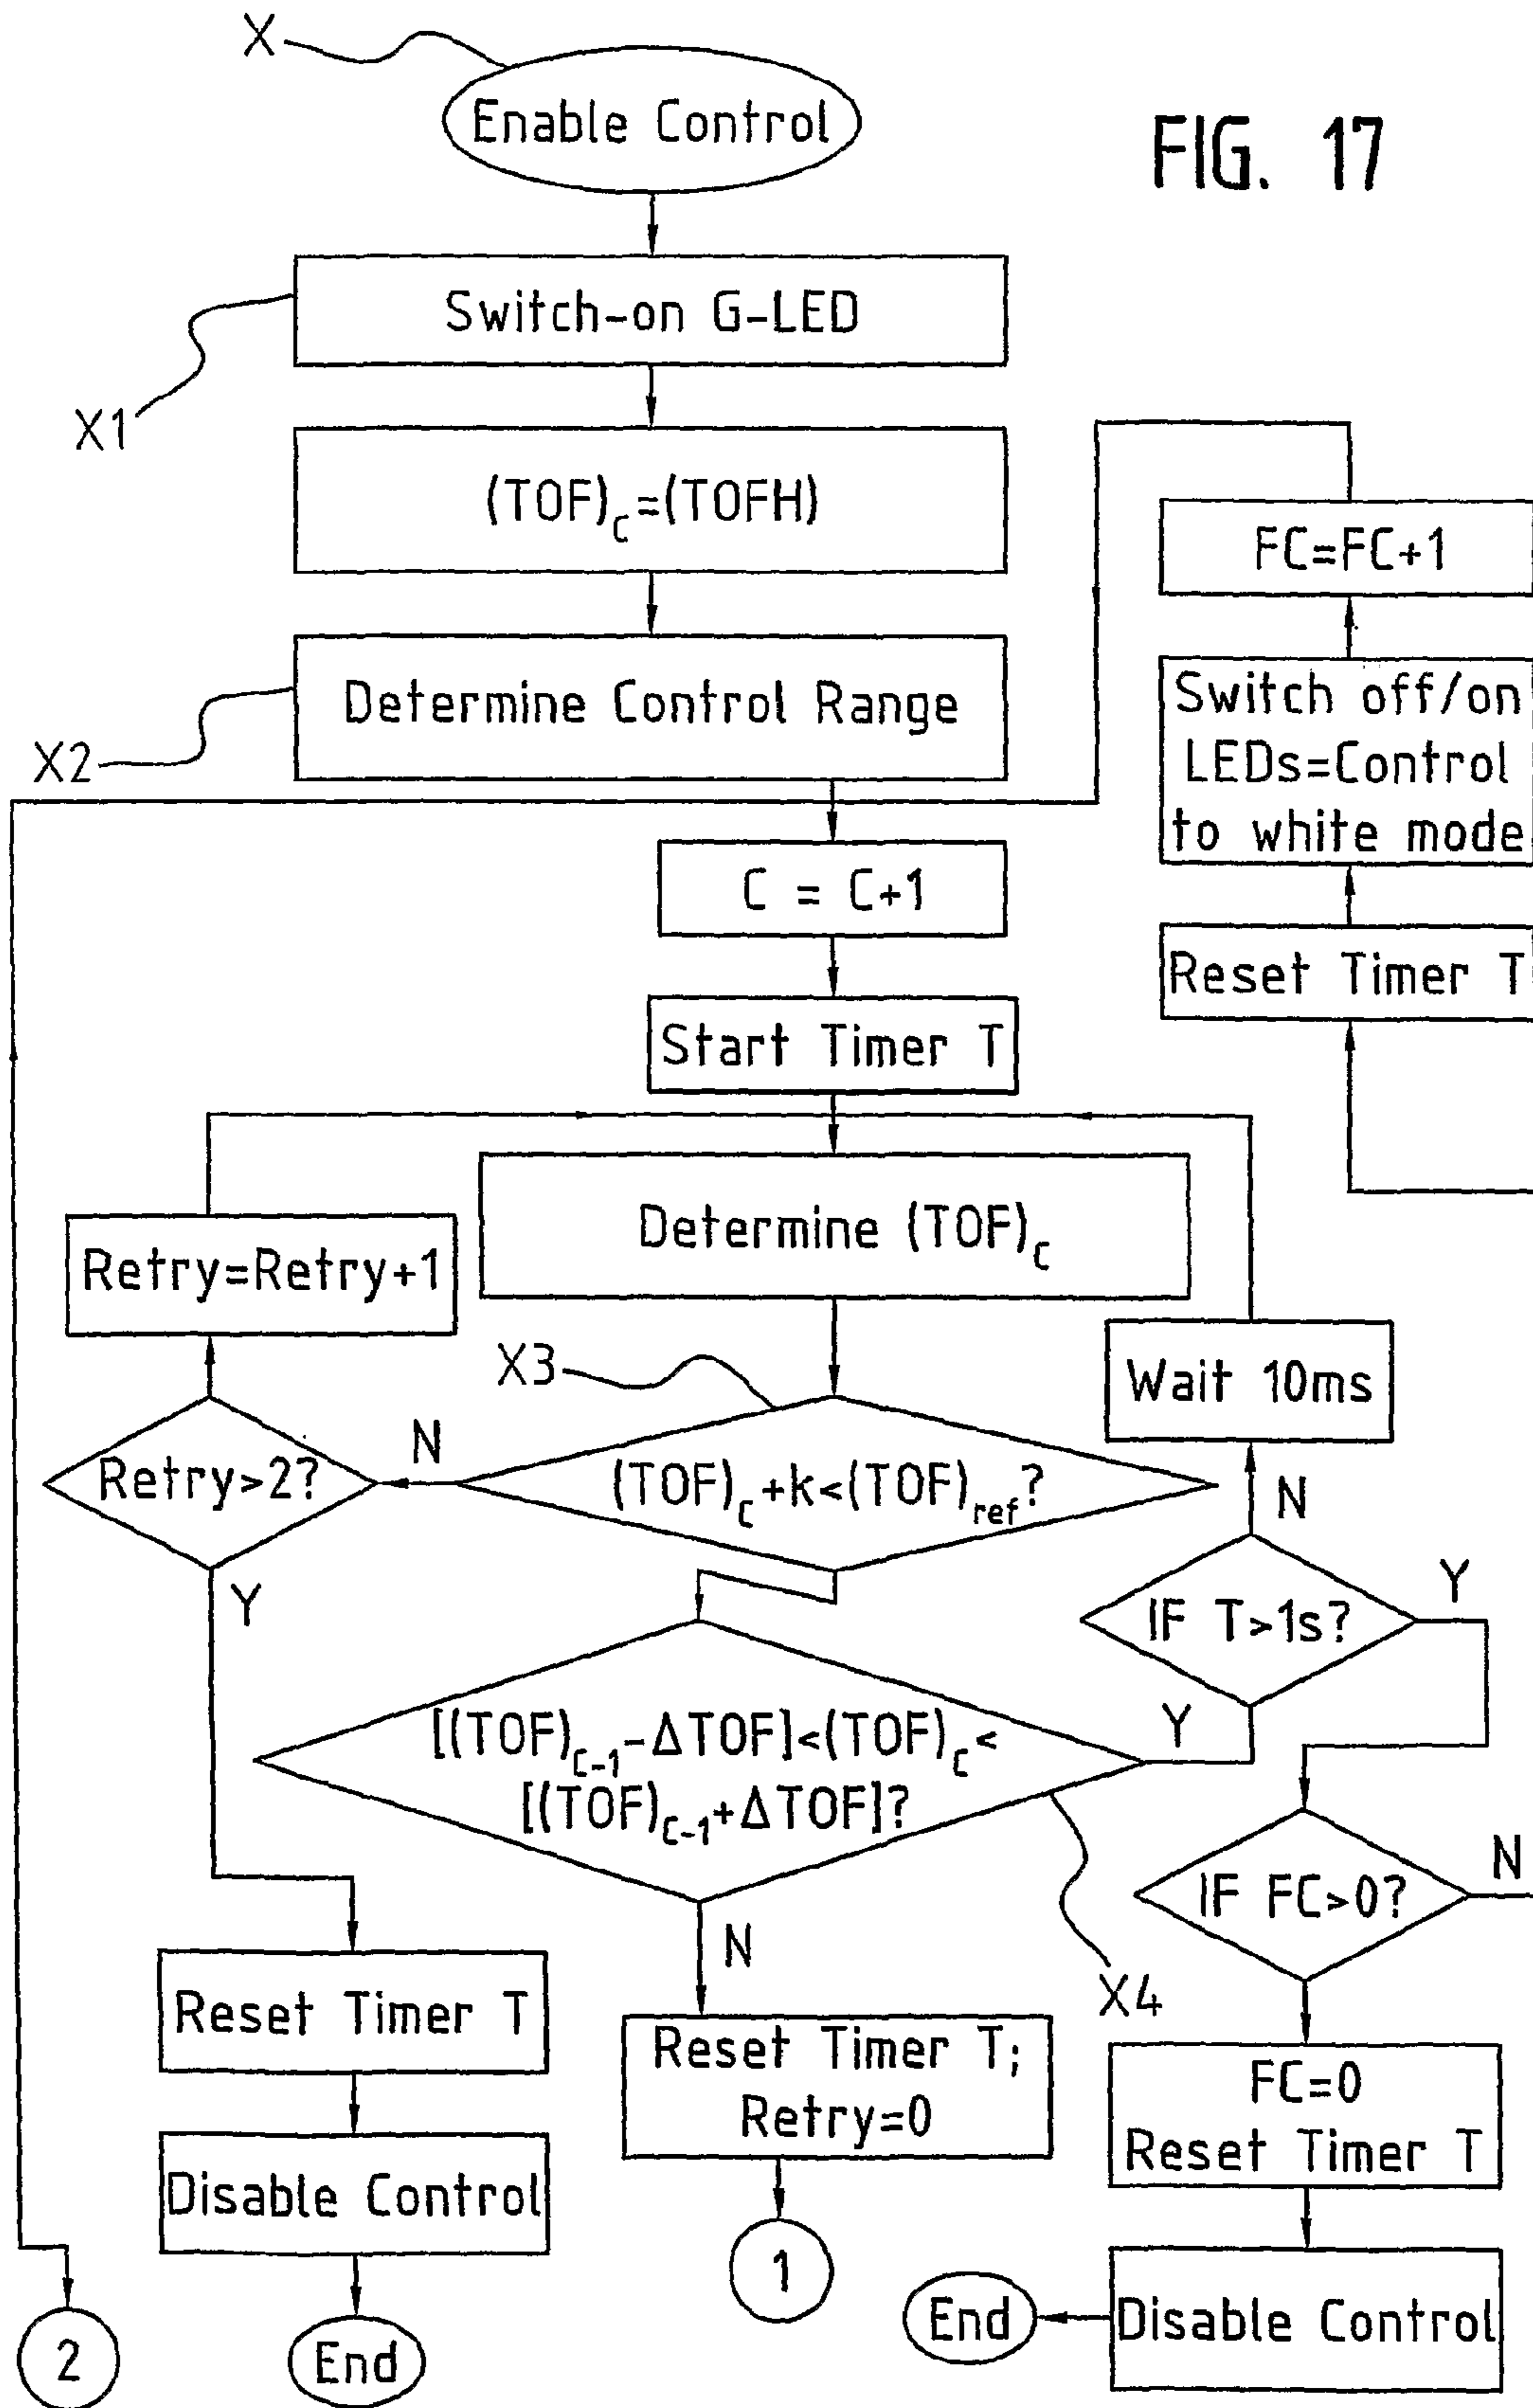 X
Enable Control
FIG. 17
Switch-on G-LED
X1
(TOF)c=(TOFH)
FC=FC+1
Determine Control Range
X2
Switch off/on
LEDs=Control
to white mode
C = C+1
Reset Timer T
Start Timer T
Determine (TOF)c
Retry=Retry+1
X3
Wait 10ms
Retry>2?
N
(TOF)c+k<(TOF)ref?
N
Y
IF T>1s?
Y
[(TOF)c-1-ΔTOF]<(TOF)c<
[(TOF)c-1+ΔTOF]?
Y
IF FC>0?
N
N
X4
Reset Timer T
Reset Timer T;
Retry=0
FC=0
Reset Timer T
Disable Control
1
End
Disable Control
2
End